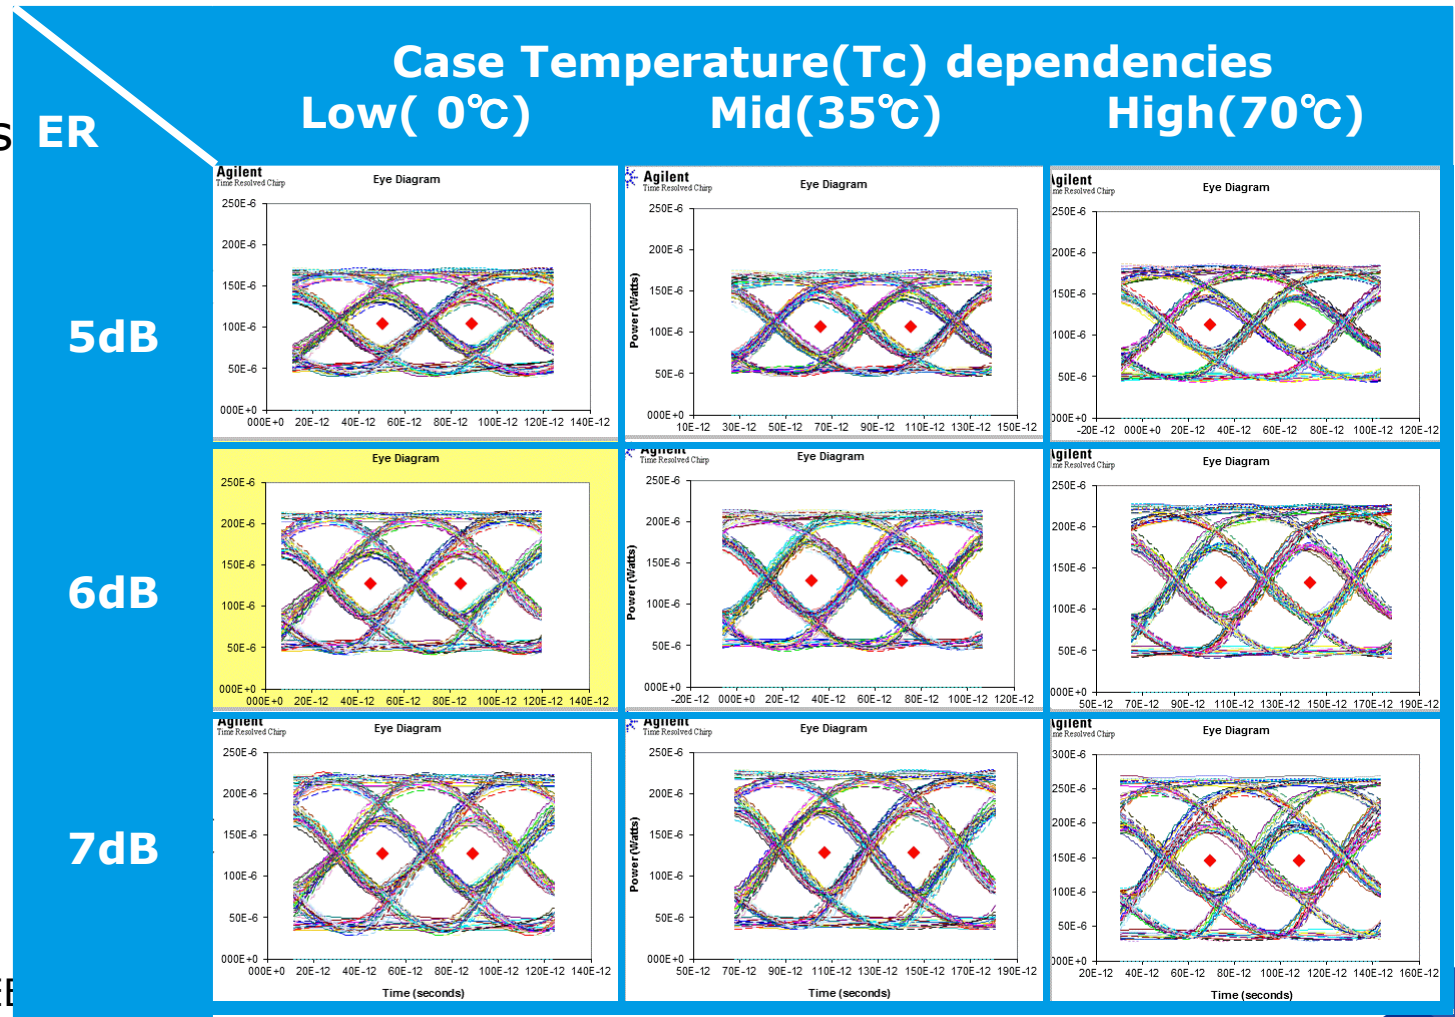 Case Temperature(Tc) dependencies
Low( 0℃) Mid(35℃) High(70℃)
s ER
Agilent
Time Resolved Chirp
Eye Diagram
250E-6
200E-6
150E-6
100E-6
50E-6
000E+0
000E+0 20E-12 40E-12 60E-12 80E-12 100E-12 120E-12 140E-12
Agilent
Time Resolved Chirp
Eye Diagram
Power (Watts)
250E-6
200E-6
150E-6
100E-6
50E-6
000E+0
10E-12 30E-12 50E-12 70E-12 90E-12 110E-12 130E-12 150E-12
Agilent
me Resolved Chirp
Eye Diagram
250E-6
200E-6
150E-6
100E-6
50E-6
000E+0
-20E-12 000E+0 20E-12 40E-12 60E-12 80E-12 100E-12 120E-12
5dB
Eye Diagram
250E-6
200E-6
150E-6
100E-6
50E-6
000E+0
000E+0 20E-12 40E-12 60E-12 80E-12 100E-12 120E-12 140E-12
Agilent
Time Resolved Chirp
Eye Diagram
Power (Watts)
250E-6
200E-6
150E-6
100E-6
50E-6
000E+0
-20E-12 000E+0 20E-12 40E-12 60E-12 80E-12 100E-12 120E-12
Agilent
me Resolved Chirp
Eye Diagram
250E-6
200E-6
150E-6
100E-6
50E-6
000E+0
50E-12 70E-12 90E-12 110E-12 130E-12 150E-12 170E-12 190E-12
6dB
Agilent
Time Resolved Chirp
Eye Diagram
250E-6
200E-6
150E-6
100E-6
50E-6
000E+0
000E+0 20E-12 40E-12 60E-12 80E-12 100E-12 120E-12 140E-12
Time (seconds)
Agilent
Time Resolved Chirp
Eye Diagram
Power (Watts)
250E-6
200E-6
150E-6
100E-6
50E-6
000E+0
50E-12 70E-12 90E-12 110E-12 130E-12 150E-12 170E-12 190E-12
Time (seconds)
Agilent
me Resolved Chirp
Eye Diagram
300E-6
250E-6
200E-6
150E-6
100E-6
50E-6
000E+0
20E-12 40E-12 60E-12 80E-12 100E-12 120E-12 140E-12 160E-12
Time (seconds)
7dB